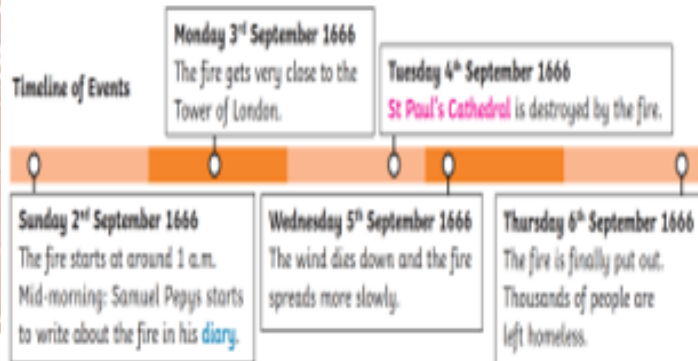 Timeline of Events
Monday 3rd September 1666
The fire gets very close to the
Tower of London.
Tuesday 4th September 1666
St Paul's Cathedral is destroyed by the fire.
Sunday 2nd September 1666
The fire starts at around 1 a.m.
Mid-morning: Samuel Pepys starts
to write about the fire in his diary.
Wednesday 5th September 1666
The wind dies down and the fire
spreads more slowly.
Thursday 6th September 1666
The fire is finally put out.
Thousands of people are
left homeless.